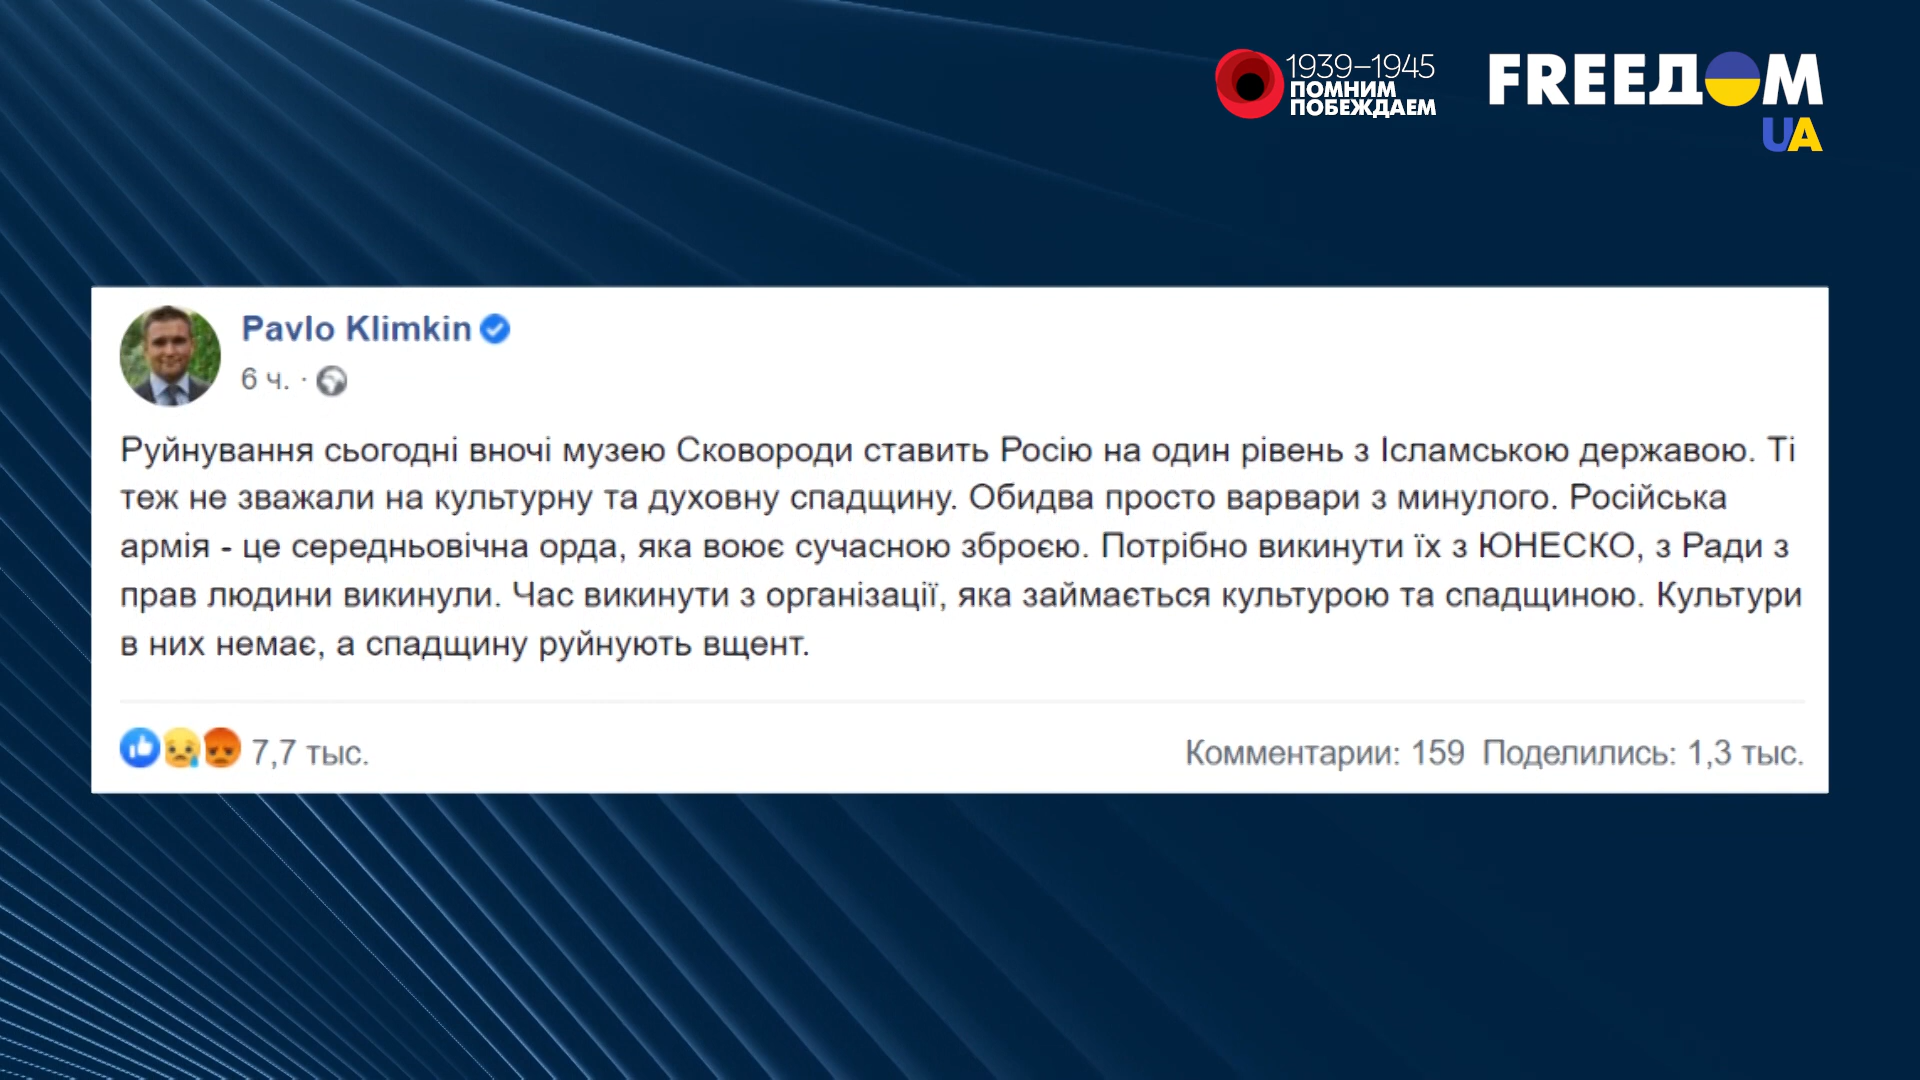 1939–1945
ПОМНИМ
ПОБЕЖДАЕМ
FREEДOM
UA
Pavlo Klimkin
6 ч. ·
Руйнування сьогодні вночі музею Сковороди ставить Росію на один рівень з Ісламською державою. Ті
теж не зважали на культурну та духовну спадщину. Обидва просто варвари з минулого. Російська
армія - це середньовічна орда, яка воює сучасною зброєю. Потрібно викинути їх з ЮНЕСКО, з Ради з
прав людини викинули. Час викинути з організації, яка займається культурою та спадщиною. Культури
в них немає, а спадщину руйнують вщент.
7,7 тыс.
Комментарии: 159 Поделились: 1,3 тыс.